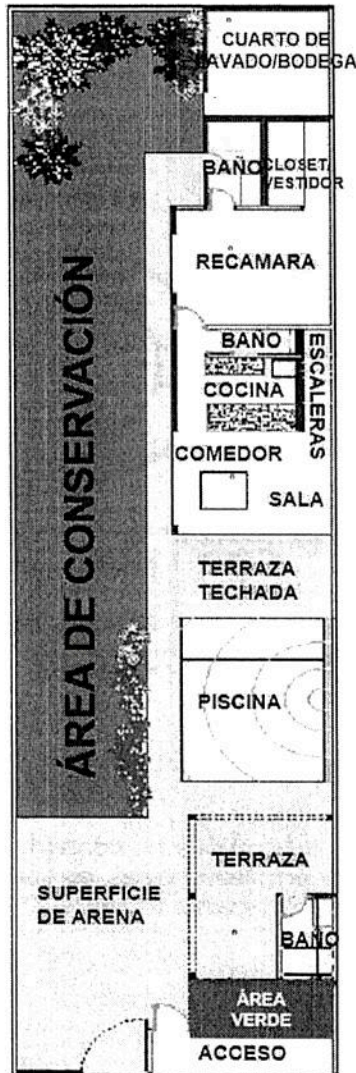 CUARTO DE
LAVADO/BODEGA
BAÑO
CLOSET/
VESTIDOR
RECAMARA
BAÑO
ESCALERAS
COCINA
COMEDOR
SALA
ÁREA DE CONSERVACIÓN
TERRAZA
TECHADA
PISCINA
TERRAZA
SUPERFICIE
DE ARENA
BAÑO
ÁREA
VERDE
ACCESO